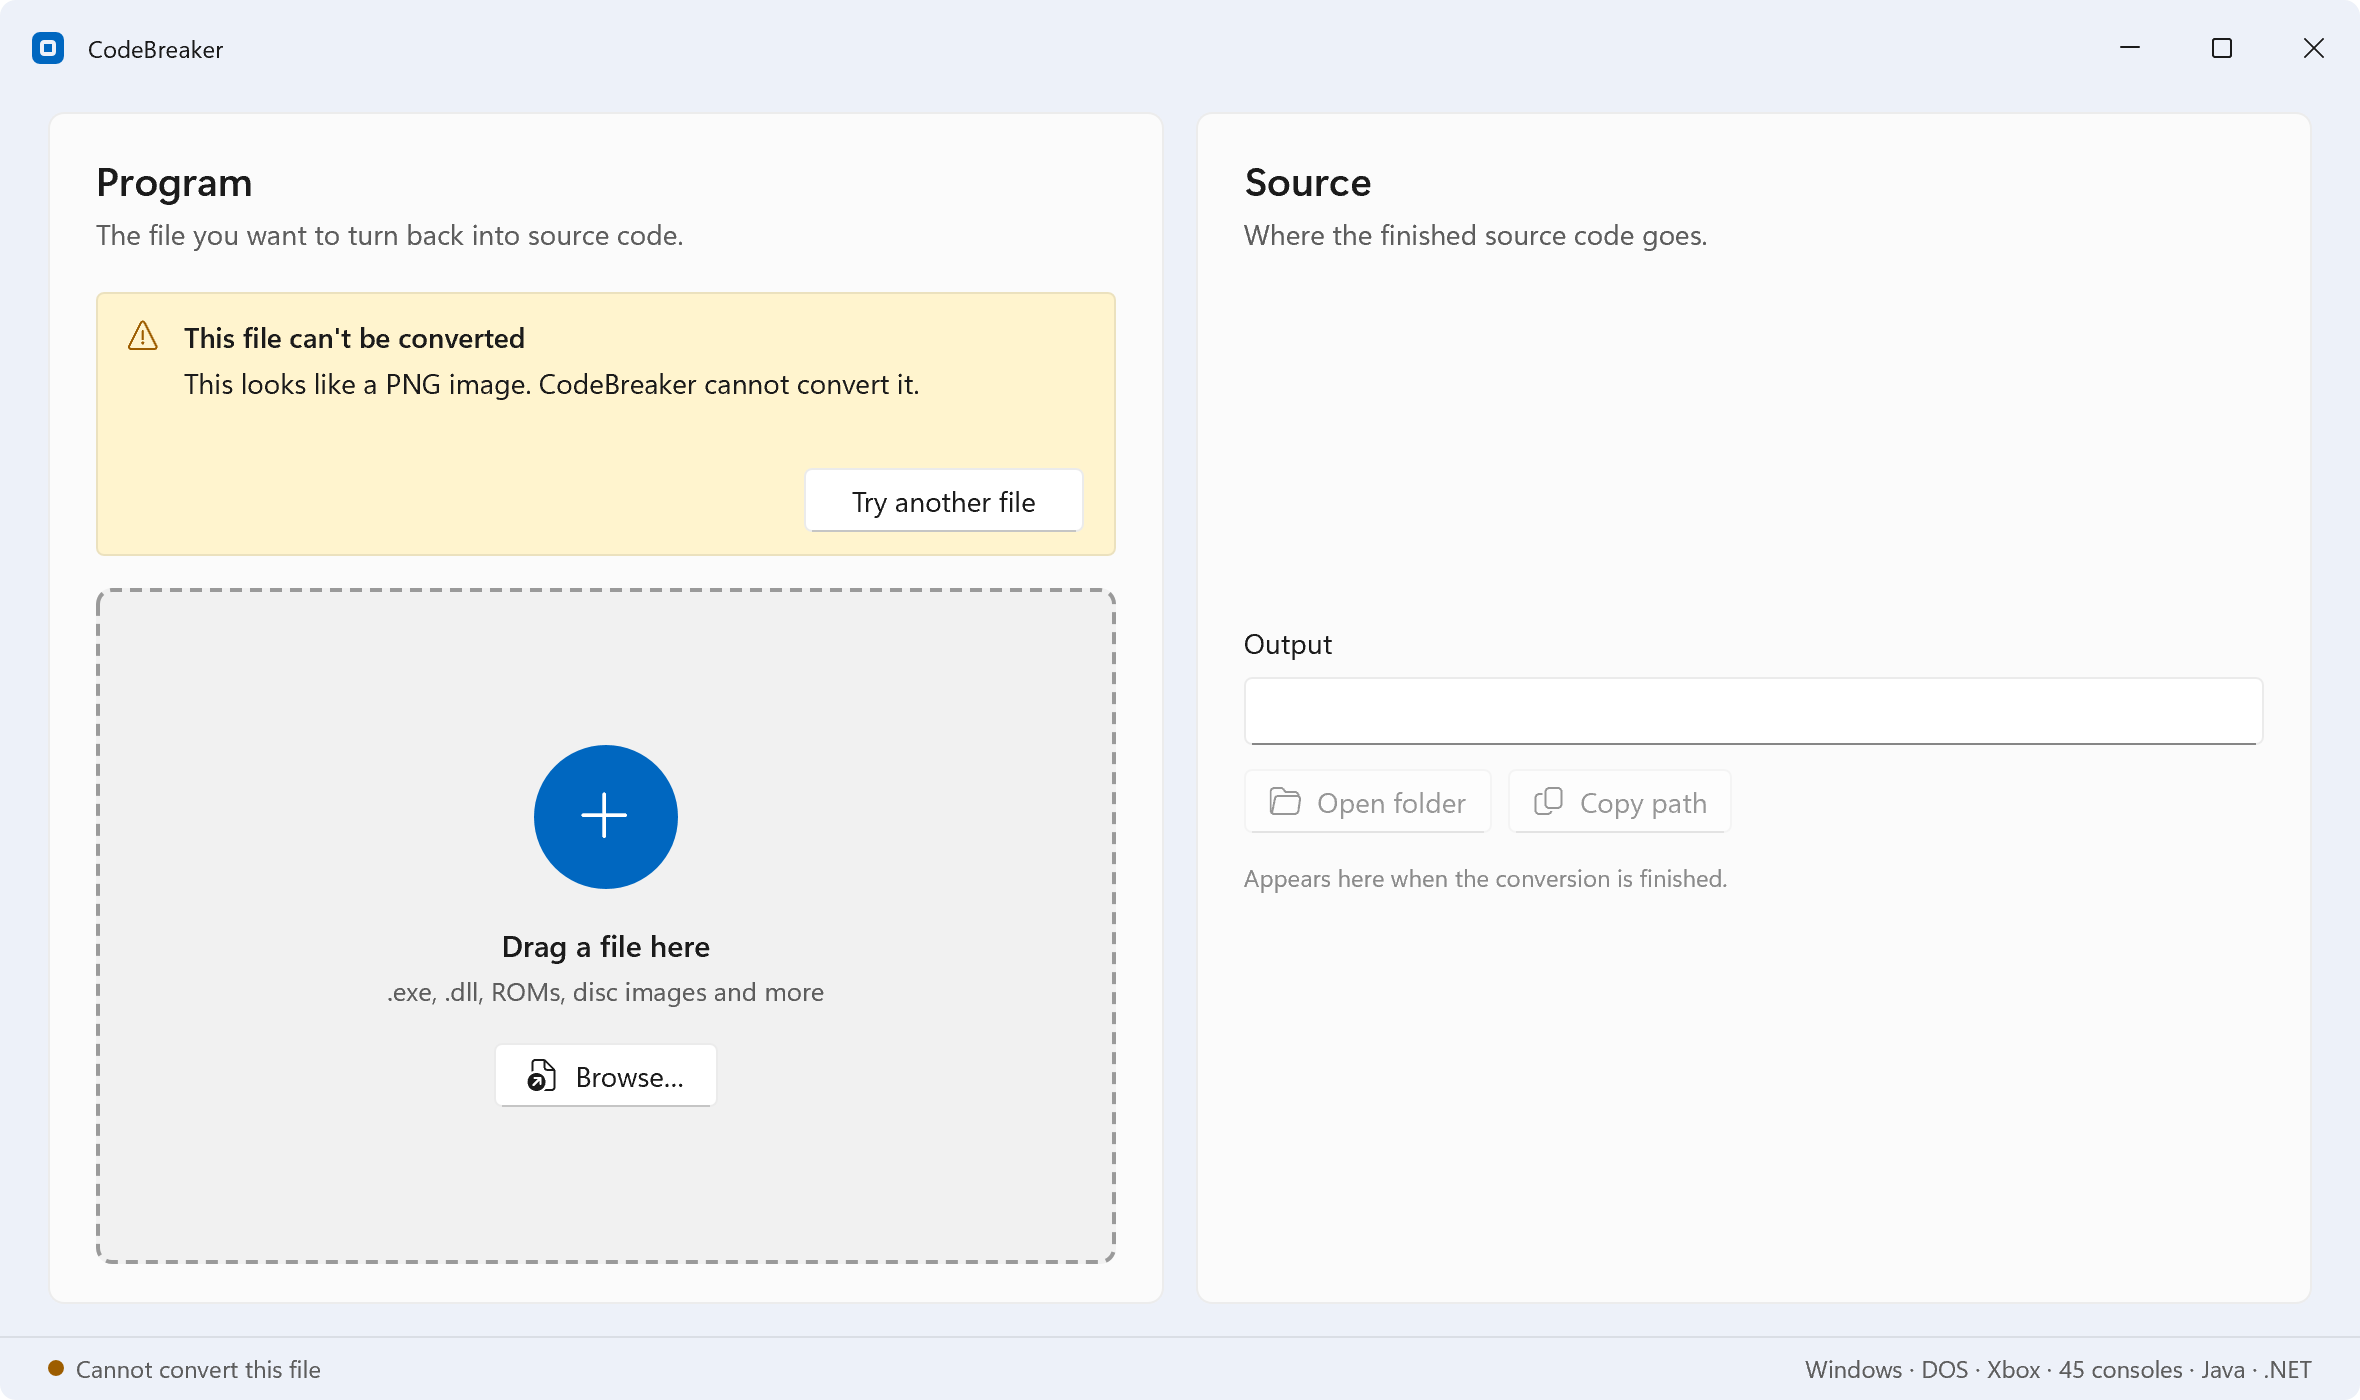 CodeBreaker
Program
The file you want to turn back into source code.
This file can't be converted
This looks like a PNG image. CodeBreaker cannot convert it.
Try another file
Drag a file here
.exe, .dll, ROMs, disc images and more
Browse...
Source
Where the finished source code goes.
Output
Open folder
Copy path
Appears here when the conversion is finished.
Cannot convert this file
Windows · DOS · Xbox · 45 consoles · Java · .NET